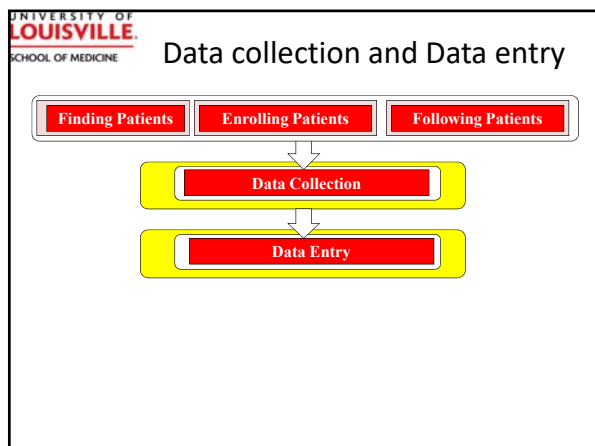 UNIVERSITY OF
LOUISVILLE.
SCHOOL OF MEDICINE
Data collection and Data entry
Finding Patients Enrolling Patients Following Patients
Data Collection
Data Entry